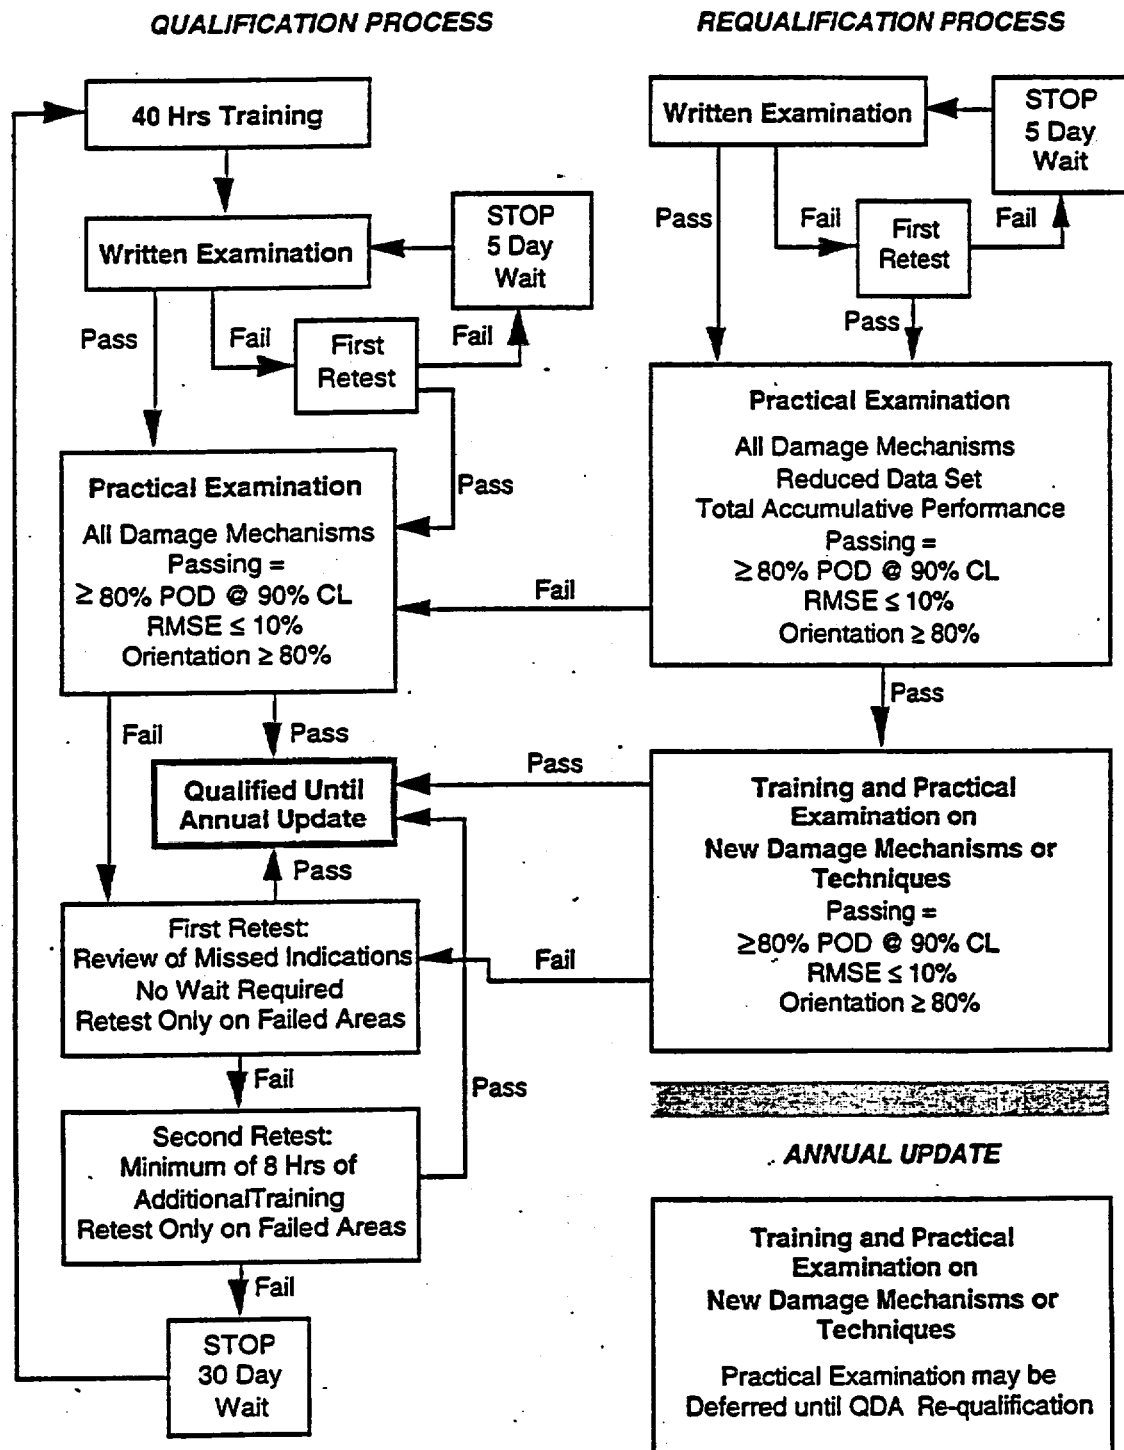 QUALIFICATION PROCESS
40 Hrs Training
Written Examination
STOP
5 Day
Wait
Pass
Fail
First
Retest
Fail
Pass
Practical Examination
All Damage Mechanisms
Passing =
≥ 80% POD @ 90% CL
RMSE ≤ 10%
Orientation ≥ 80%
Fail
Pass
Qualified Until
Annual Update
Pass
First Retest:
Review of Missed Indications
No Wait Required
Retest Only on Failed Areas
Fail
Pass
Second Retest:
Minimum of 8 Hrs of
AdditionalTraining
Retest Only on Failed Areas
Fail
STOP
30 Day
Wait
REQUALIFICATION PROCESS
Written Examination
STOP
5 Day
Wait
Pass
Fail
First
Retest
Fail
Pass
Practical Examination
All Damage Mechanisms
Reduced Data Set
Total Accumulative Performance
Passing =
≥80% POD @ 90% CL
RMSE ≤ 10%
Orientation ≥ 80%
Fail
Pass
Pass
Training and Practical
Examination on
New Damage Mechanisms or
Techniques
Passing =
≥80% POD @ 90% CL
RMSE ≤ 10%
Orientation ≥ 80%
Fail
ANNUAL UPDATE
Training and Practical
Examination on
New Damage Mechanisms or
Techniques
Practical Examination may be
Deferred until QDA Re-qualification